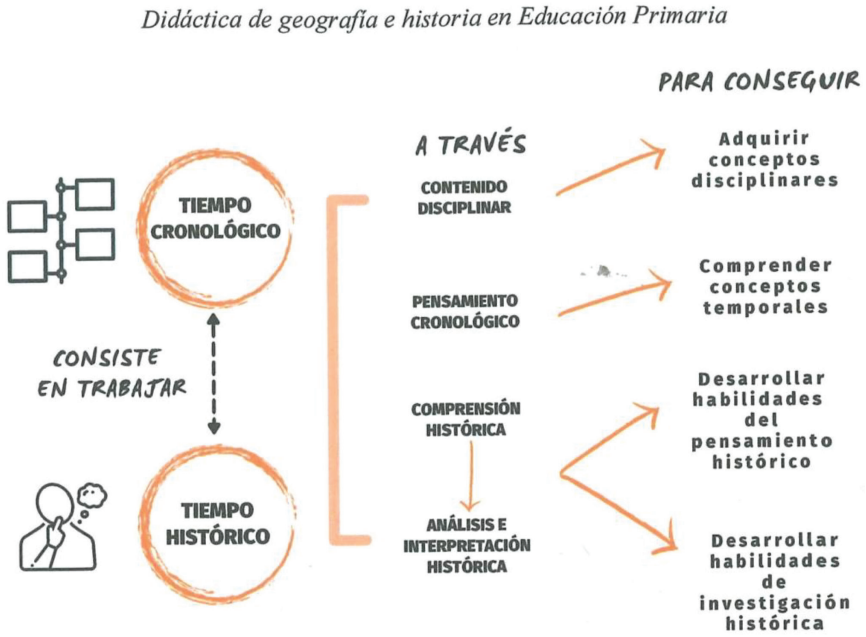 Didáctica de geografía e historia en Educación Primaria
PARA CONSEGUIR
A TRAVÉS
TIEMPO
CRONOLÓGICO
CONTENIDO
DISCIPLINAR
Adquirir
conceptos
disciplinares
PENSAMIENTO
CRONOLÓGICO
Comprender
conceptos
temporales
CONSISTE
EN TRABAJAR
COMPRENSIÓN
HISTÓRICA
Desarrollar
habilidades
del
pensamiento
histórico
TIEMPO
HISTÓRICO
ANÁLISIS E
INTERPRETACIÓN
HISTÓRICA
Desarrollar
habilidades
de
investigación
histórica